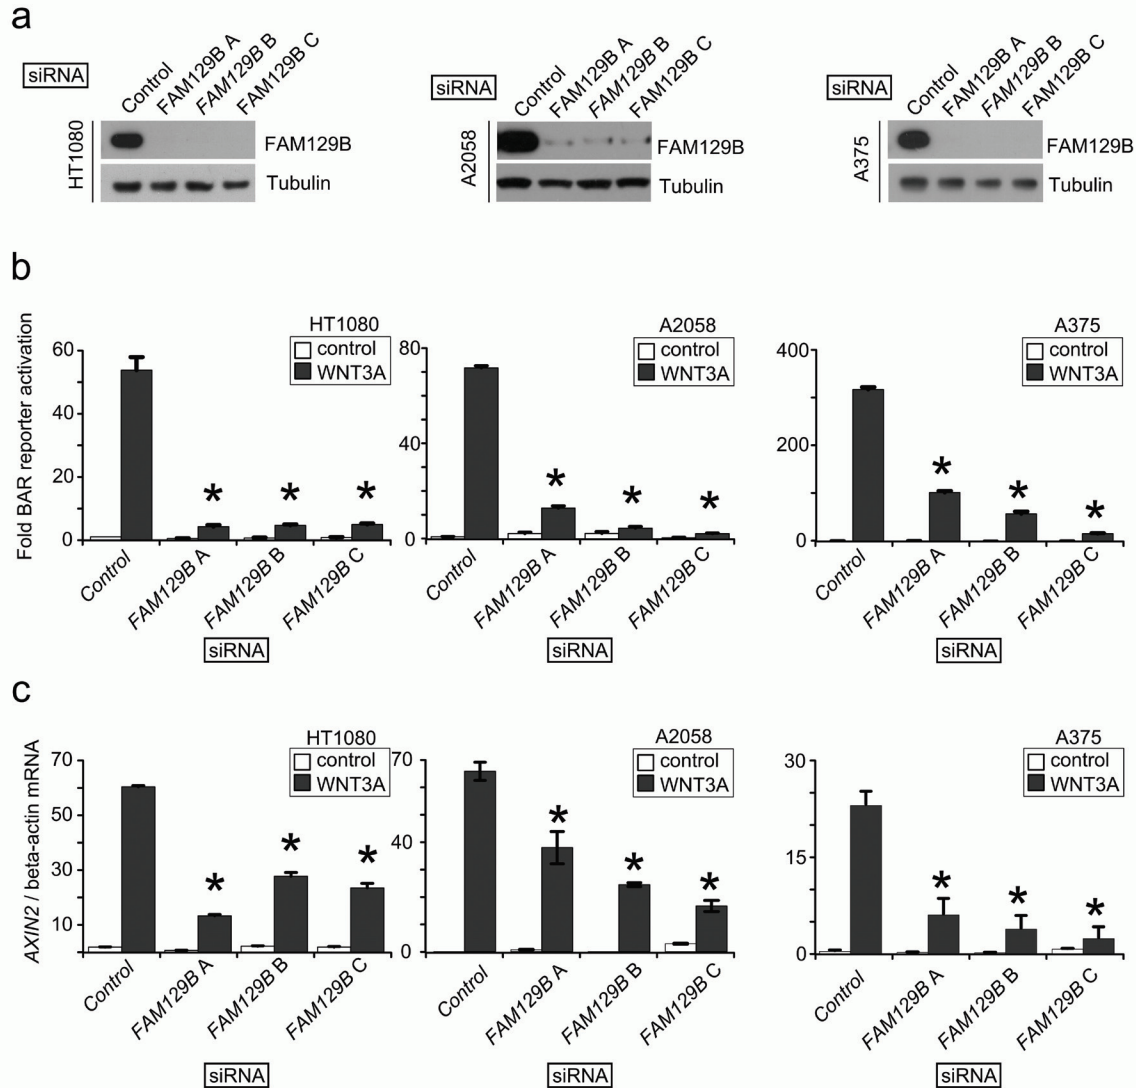 a
siRNA
Control
FAM129B A
FAM129B B
FAM129B C
HT1080
FAM129B
Tubulin
siRNA
Control
FAM129B A
FAM129B B
FAM129B C
A2058
FAM129B
Tubulin
siRNA
Control
FAM129B A
FAM129B B
FAM129B C
A375
FAM129B
Tubulin
b
Fold BAR reporter activation
HT1080
control
WNT3A
60
40
20
0
*
*
*
Control
FAM129B A
FAM129B B
FAM129B C
siRNA
A2058
control
WNT3A
80
40
0
*
*
*
Control
FAM129B A
FAM129B B
FAM129B C
siRNA
A375
control
WNT3A
400
200
0
*
*
*
Control
FAM129B A
FAM129B B
FAM129B C
siRNA
c
AXIN2 / beta-actin mRNA
HT1080
control
WNT3A
70
50
30
10
*
*
*
Control
FAM129B A
FAM129B B
FAM129B C
siRNA
A2058
control
WNT3A
70
40
0
*
*
*
Control
FAM129B A
FAM129B B
FAM129B C
siRNA
A375
control
WNT3A
30
15
0
*
*
*
Control
FAM129B A
FAM129B B
FAM129B C
siRNA